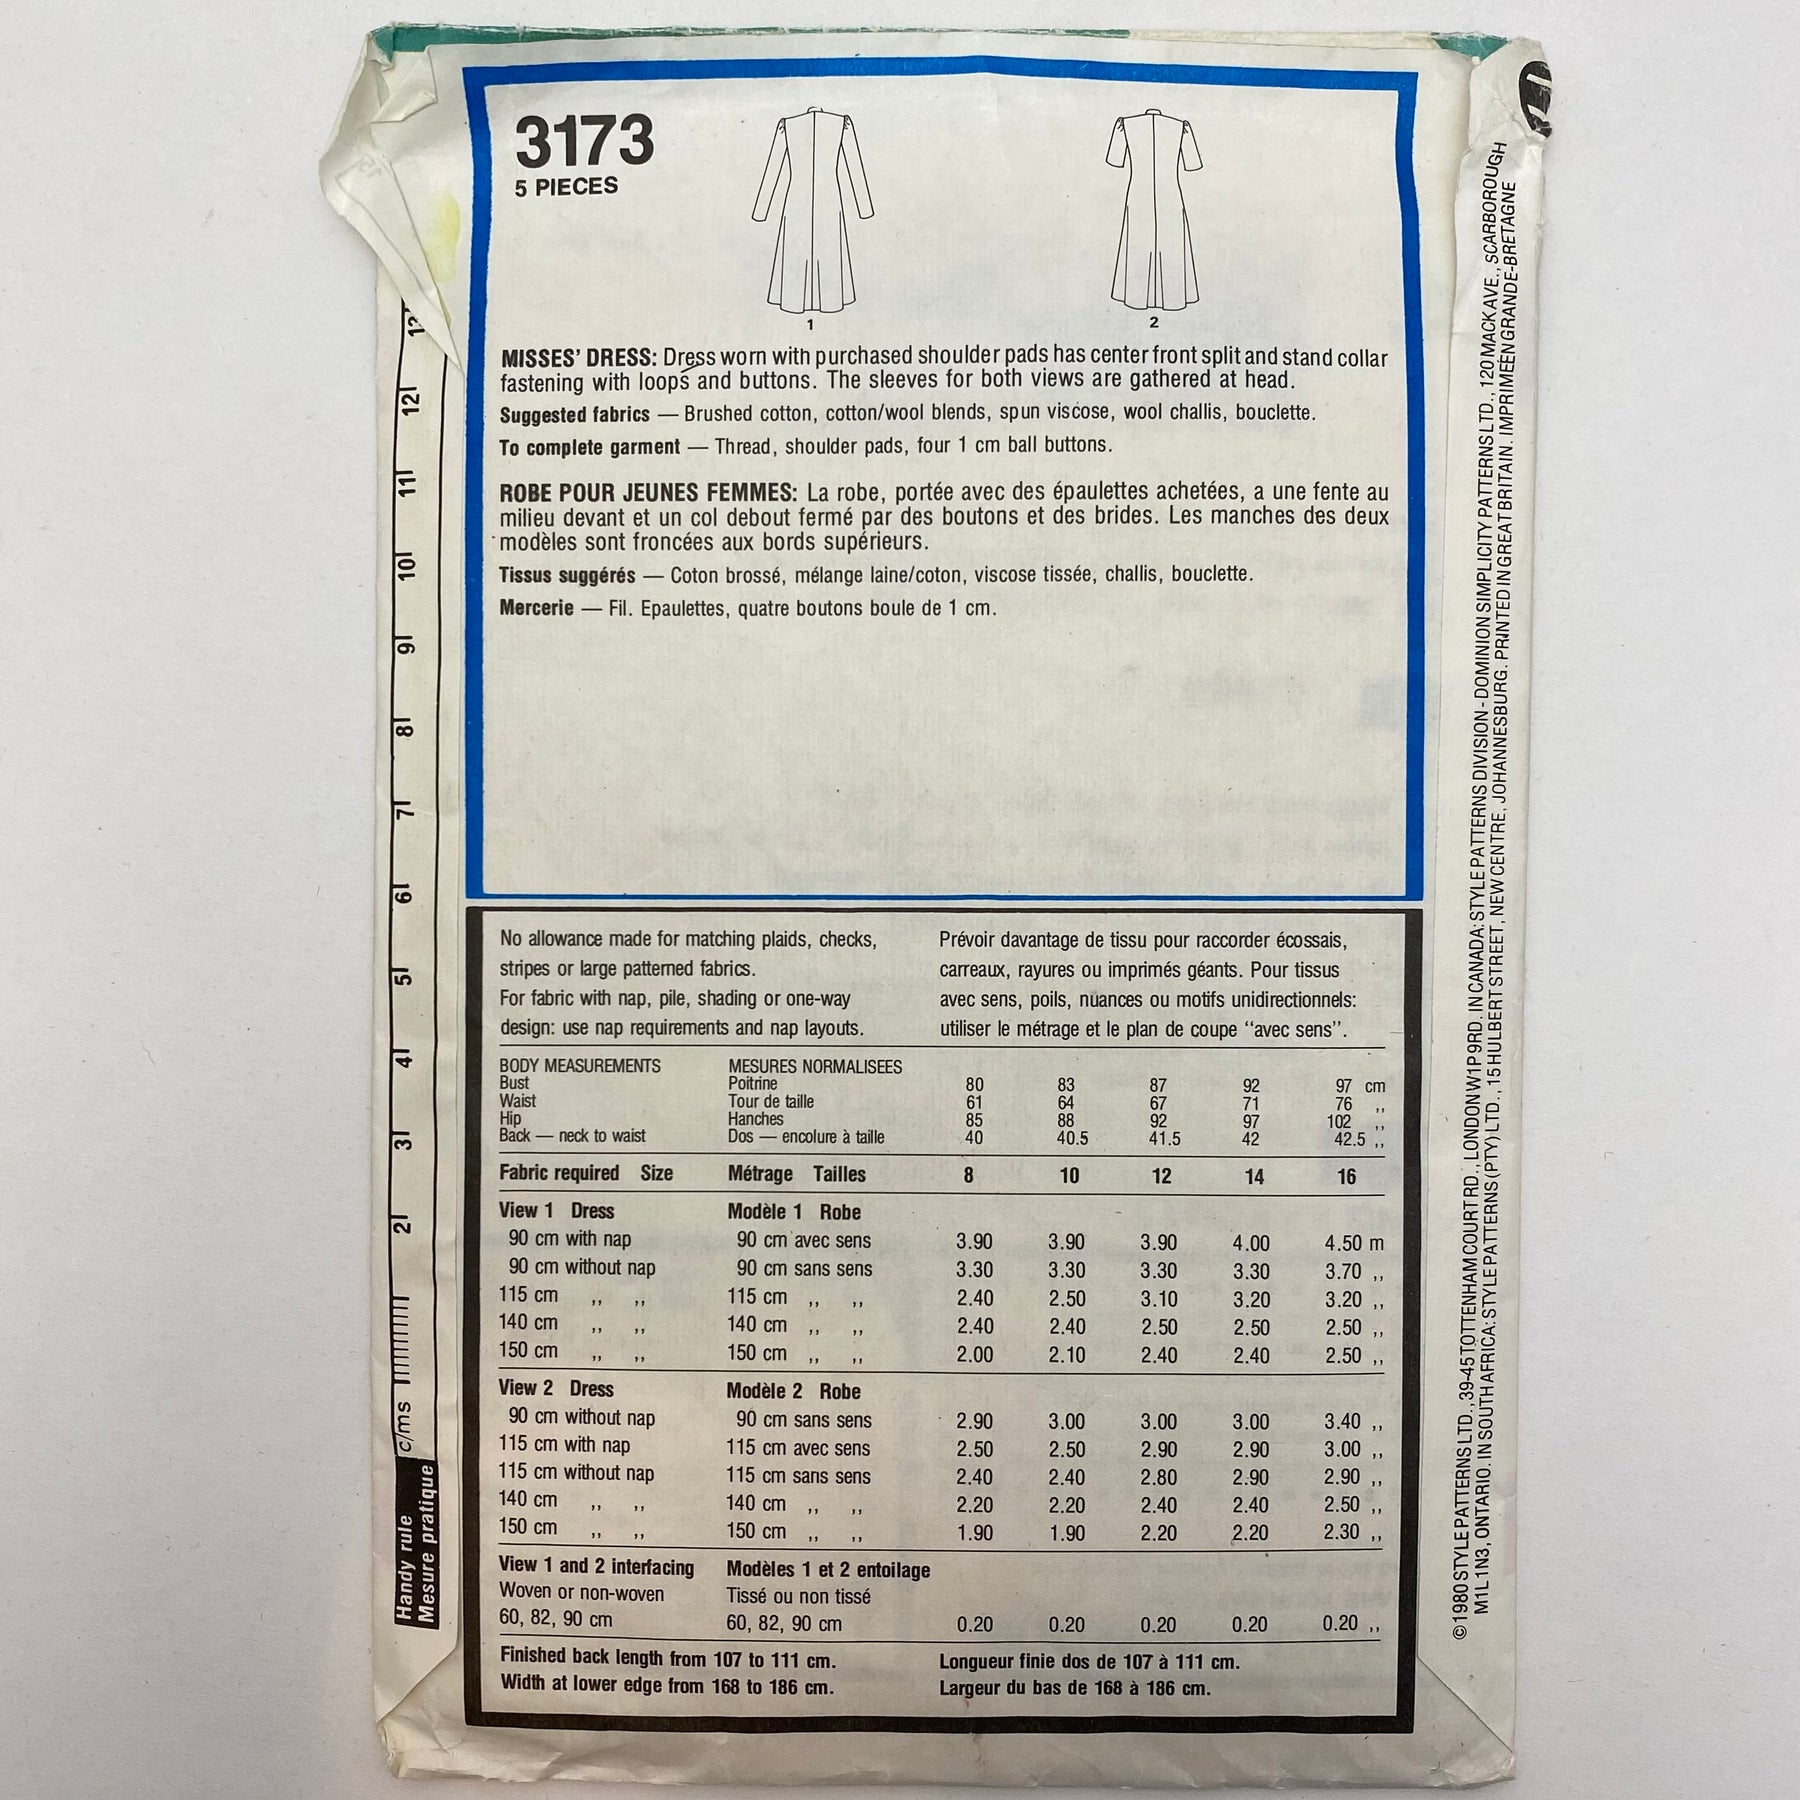 3173
5 PIECES
1
2
MISSES' DRESS: Dress worn with purchased shoulder pads has center front split and stand collar
fastening with loops and buttons. The sleeves for both views are gathered at head.
Suggested fabrics — Brushed cotton, cotton/wool blends, spun viscose, wool challis, bouclette.
To complete garment — Thread, shoulder pads, four 1 cm ball buttons.
ROBE POUR JEUNES FEMMES: La robe, portée avec des épaulettes achetées, a une fente au
milieu devant et un col debout fermé par des boutons et des brides. Les manches des deux
modèles sont froncées aux bords supérieurs.
Tissus suggérés — Coton brossé, mélange laine/coton, viscose tissée, challis, bouclette.
Mercerie — Fil. Epaulettes, quatre boutons boule de 1 cm.
No allowance made for matching plaids, checks,
stripes or large patterned fabrics.
For fabric with nap, pile, shading or one-way
design: use nap requirements and nap layouts.
Prévoir davantage de tissu pour raccorder écossais,
carreaux, rayures ou imprimés géants. Pour tissus
avec sens, poils, nuances ou motifs unidirectionnels:
utiliser le métrage et le plan de coupe “avec sens”.
BODY MEASUREMENTS MESURES NORMALISEES
Bust Poitrine 80 83 87 92 97 cm
Waist Tour de taille 61 64 67 71 76 ,,
Hip Hanches 85 88 92 97 102 ,,
Back — neck to waist Dos — encolure à taille 40 40.5 41.5 42 42.5 ,,
Fabric required Size Métrage Tailles 8 10 12 14 16
View 1 Dress Modèle 1 Robe
90 cm with nap 90 cm avec sens 3.90 3.90 3.90 4.00 4.50 m
90 cm without nap 90 cm sans sens 3.30 3.30 3.30 3.30 3.70 ,,
115 cm ,, ,, 115 cm ,, ,, 2.40 2.50 3.10 3.20 3.20 ,,
140 cm ,, ,, 140 cm ,, ,, 2.40 2.40 2.50 2.50 2.50 ,,
150 cm ,, ,, 150 cm ,, ,, 2.00 2.10 2.40 2.40 2.50 ,,
View 2 Dress Modèle 2 Robe
90 cm without nap 90 cm sans sens 2.90 3.00 3.00 3.00 3.40 ,,
115 cm with nap 115 cm avec sens 2.50 2.50 2.90 2.90 3.00 ,,
115 cm without nap 115 cm sans sens 2.40 2.40 2.80 2.90 2.90 ,,
140 cm ,, ,, 140 cm ,, ,, 2.20 2.20 2.40 2.40 2.50 ,,
150 cm ,, ,, 150 cm ,, ,, 1.90 1.90 2.20 2.20 2.30 ,,
View 1 and 2 interfacing Modèles 1 et 2 entoilage
Woven or non-woven Tissé ou non tissé
60, 82, 90 cm 60, 82, 90 cm 0.20 0.20 0.20 0.20 0.20 ,,
Finished back length from 107 to 111 cm. Longueur finie dos de 107 à 111 cm.
Width at lower edge from 168 to 186 cm. Largeur du bas de 168 à 186 cm.
Handy rule c/ms 2 3 4 5 6 7 8 9 10 11 12
Mesure pratique
© 1980 STYLE PATTERNS LTD., 39-45 TOTTENHAM COURT RD., LONDON W1P 9RD. IN CANADA: STYLE PATTERNS DIVISION - DOMINION SIMPLICITY PATTERNS LTD., 120 MACK AVE., SCARBOROUGH
M1L 1N3, ONTARIO. IN SOUTH AFRICA: STYLE PATTERNS (PTY) LTD., 15 HULBERT STREET, NEW CENTRE, JOHANNESBURG. PRINTED IN GREAT BRITAIN. IMPRIMÉ EN GRANDE-BRETAGNE